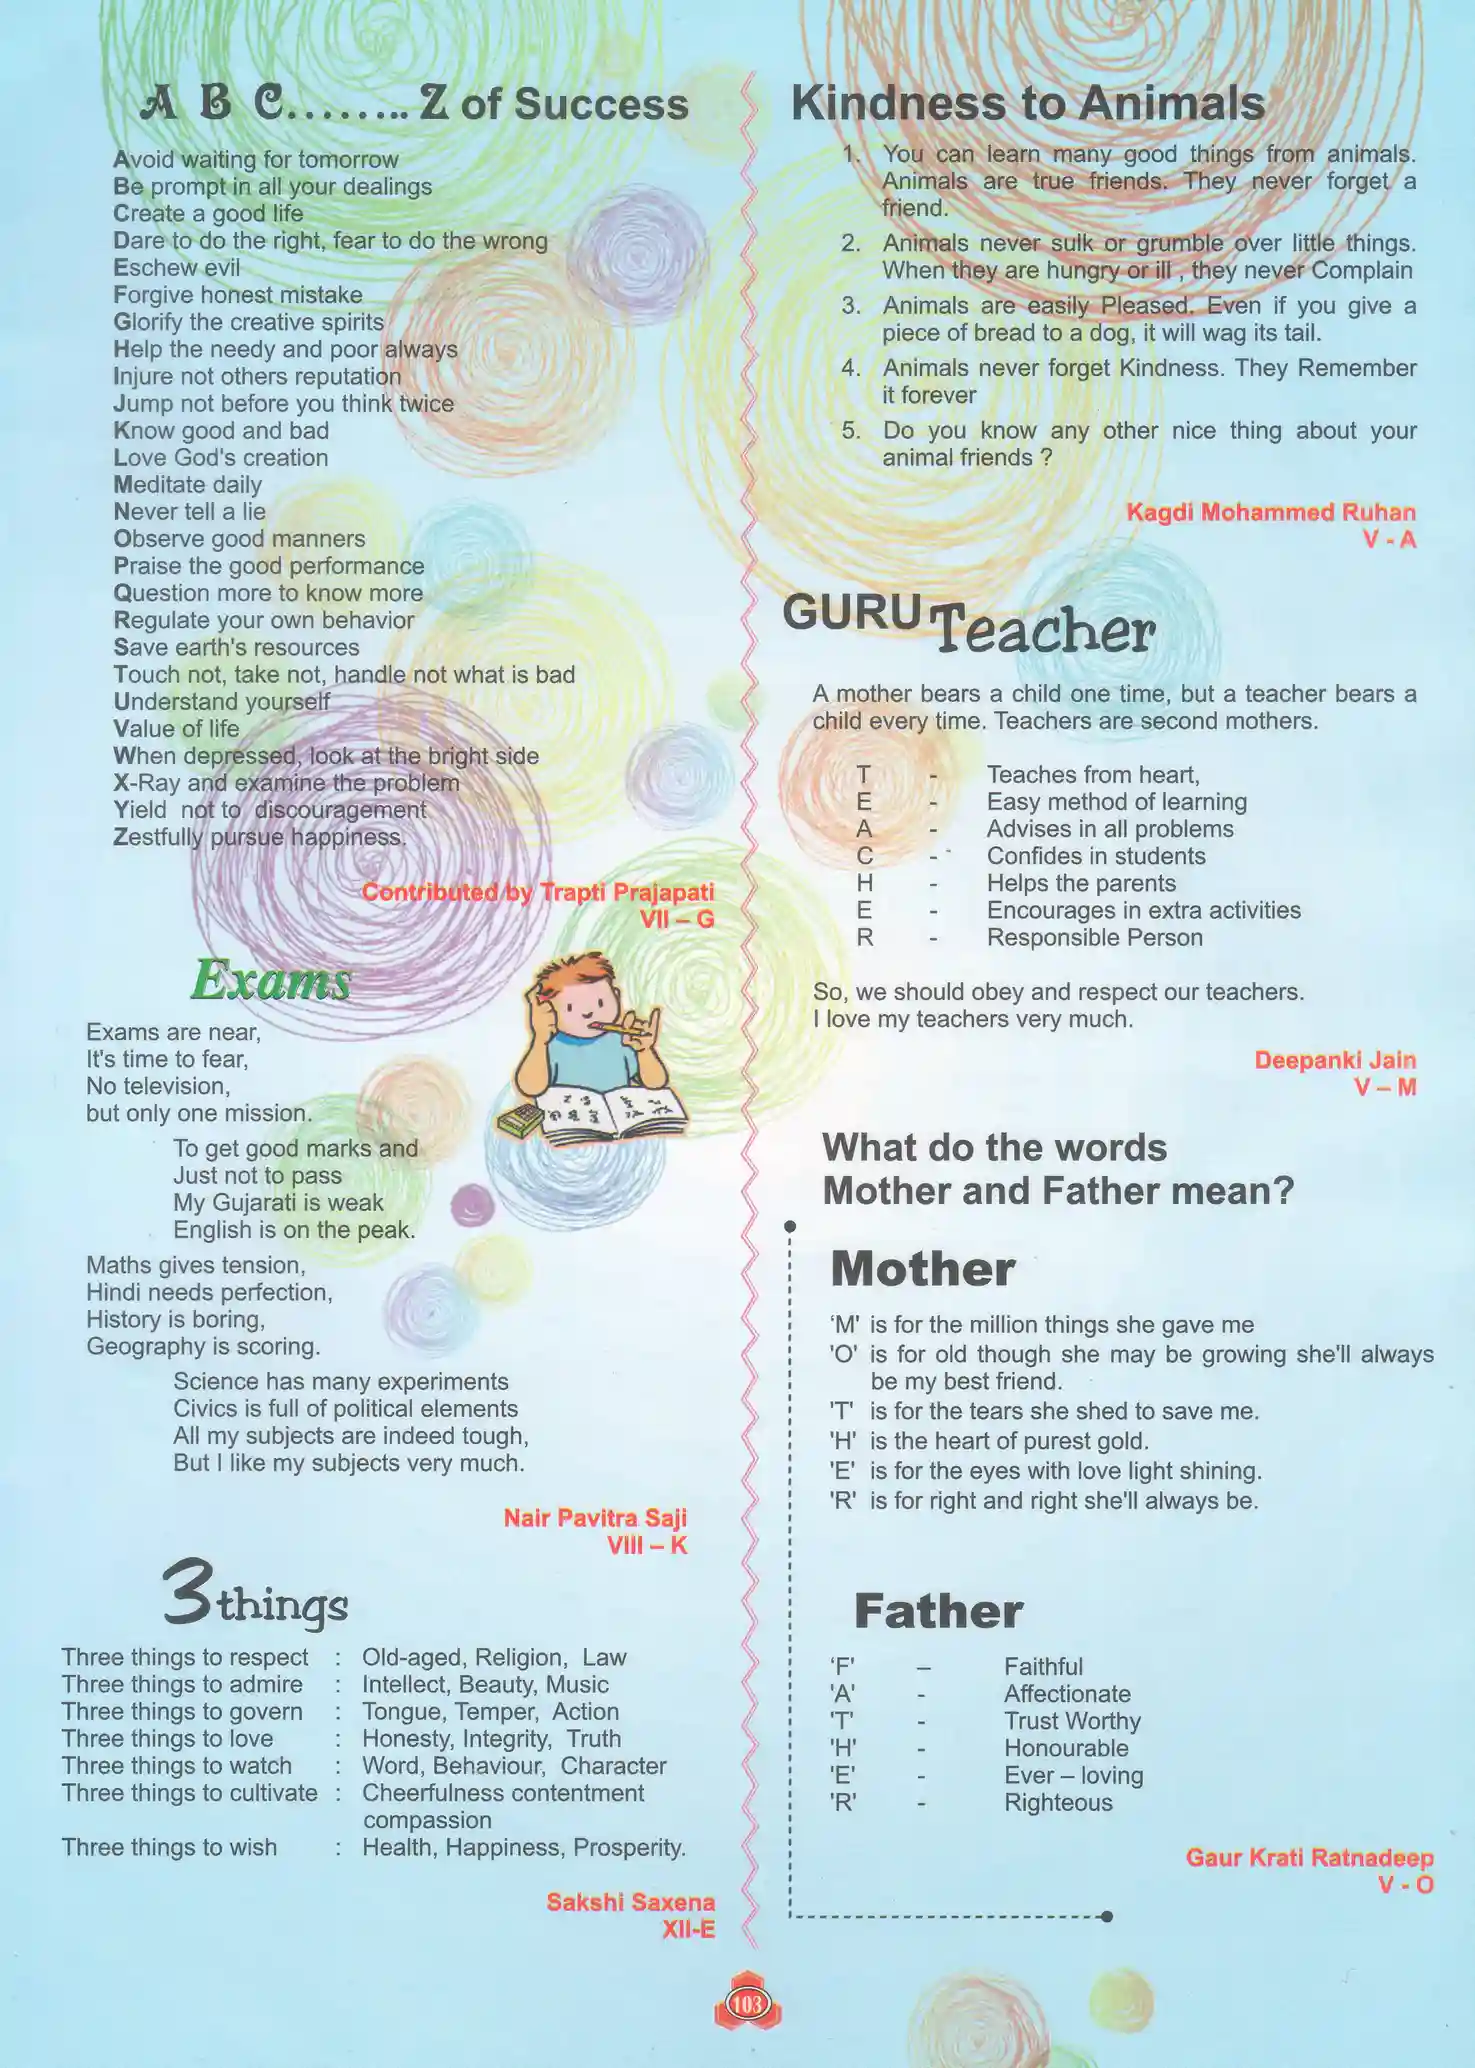 A B C........ Z of Success
Avoid waiting for tomorrow
Be prompt in all your dealings
Create a good life
Dare to do the right, fear to do the wrong
Eschew evil
Forgive honest mistake
Glorify the creative spirits
Help the needy and poor always
Injure not others reputation
Jump not before you think twice
Know good and bad
Love God's creation
Meditate daily
Never tell a lie
Observe good manners
Praise the good performance
Question more to know more
Regulate your own behavior
Save earth's resources
Touch not, take not, handle not what is bad
Understand yourself
Value of life
When depressed, look at the bright side
X-Ray and examine the problem
Yield not to discouragement
Zestfully pursue happiness.
Contributed by Trapti Prajapati
VII – G
Exams
Exams are near,
It's time to fear,
No television,
but only one mission.
To get good marks and
Just not to pass
My Gujarati is weak
English is on the peak.
Maths gives tension,
Hindi needs perfection,
History is boring,
Geography is scoring.
Science has many experiments
Civics is full of political elements
All my subjects are indeed tough,
But I like my subjects very much.
Nair Pavitra Saji
VIII – K
3 things
Three things to respect : Old-aged, Religion, Law
Three things to admire : Intellect, Beauty, Music
Three things to govern : Tongue, Temper, Action
Three things to love : Honesty, Integrity, Truth
Three things to watch : Word, Behaviour, Character
Three things to cultivate : Cheerfulness contentment
compassion
Three things to wish : Health, Happiness, Prosperity.
Sakshi Saxena
XII-E
Kindness to Animals
1. You can learn many good things from animals.
Animals are true friends. They never forget a
friend.
2. Animals never sulk or grumble over little things.
When they are hungry or ill , they never Complain
3. Animals are easily Pleased. Even if you give a
piece of bread to a dog, it will wag its tail.
4. Animals never forget Kindness. They Remember
it forever
5. Do you know any other nice thing about your
animal friends ?
Kagdi Mohammed Ruhan
V - A
GURU Teacher
A mother bears a child one time, but a teacher bears a
child every time. Teachers are second mothers.
T - Teaches from heart,
E - Easy method of learning
A - Advises in all problems
C - Confides in students
H - Helps the parents
E - Encourages in extra activities
R - Responsible Person
So, we should obey and respect our teachers.
I love my teachers very much.
Deepanki Jain
V – M
What do the words
Mother and Father mean?
Mother
‘M' is for the million things she gave me
'O' is for old though she may be growing she'll always
be my best friend.
'T' is for the tears she shed to save me.
'H' is the heart of purest gold.
'E' is for the eyes with love light shining.
'R' is for right and right she'll always be.
Father
‘F' – Faithful
'A' - Affectionate
'T' - Trust Worthy
'H' - Honourable
'E' - Ever – loving
'R' - Righteous
Gaur Krati Ratnadeep
V - O
103